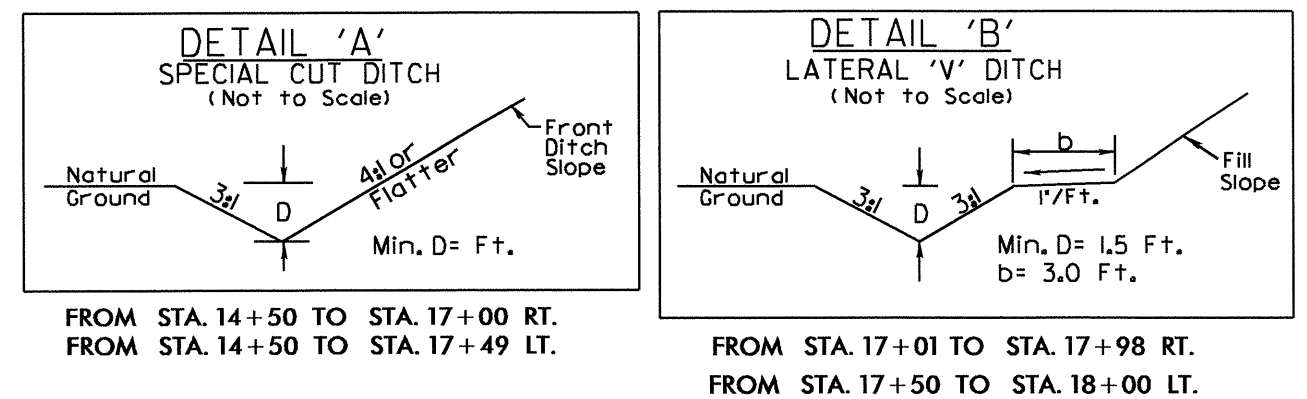 DETAIL 'A'
SPECIAL CUT DITCH
(Not to Scale)
Front
Ditch
Slope
Natural
Ground
3:1
D
4:1 or
Flatter
Min. D= Ft.
FROM STA. 14+50 TO STA. 17+00 RT.
FROM STA. 14+50 TO STA. 17+49 LT.
DETAIL 'B'
LATERAL 'V' DITCH
(Not to Scale)
b
Natural
Ground
3:1
D
3:1
1"/Ft.
Fill
Slope
Min. D= 1.5 Ft.
b= 3.0 Ft.
FROM STA. 17+01 TO STA. 17+98 RT.
FROM STA. 17+50 TO STA. 18+00 LT.